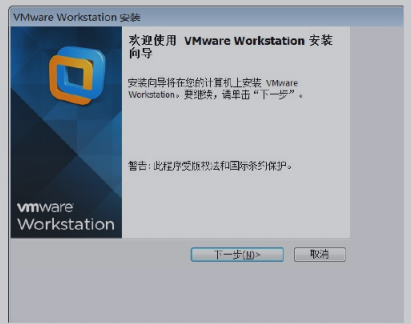 VMware Workstation 安装
欢迎使用 VMware Workstation 安装
向导
安装向导将在您的计算机上安装 VMware
Workstation。要继续，请单击“下一步”。
警告：此程序受版权法和国际条约保护。
vmware
Workstation
下一步(N)>
取消